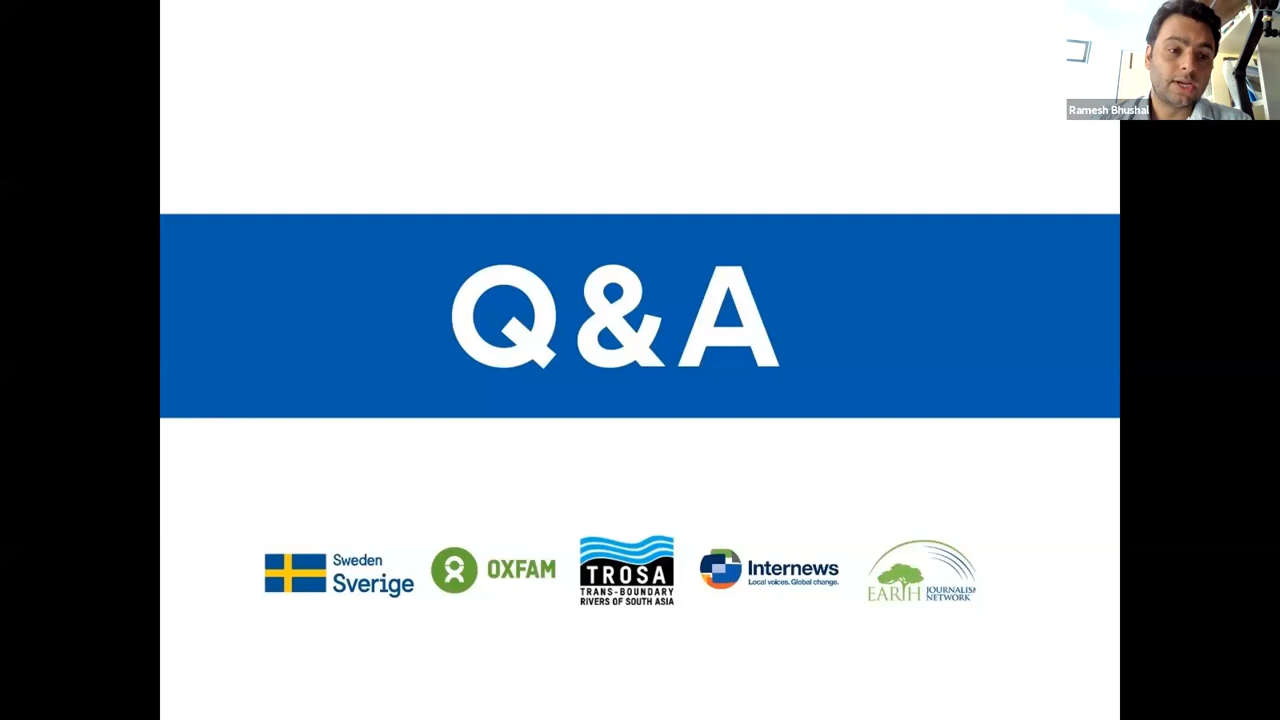 Ramesh Bhushal
Q&A
Sweden
Sverige
OXFAM
TROSA
TRANS-BOUNDARY
RIVERS OF SOUTH ASIA
Internews
Local voices. Global change.
EARTH
JOURNALIS
NETWORK